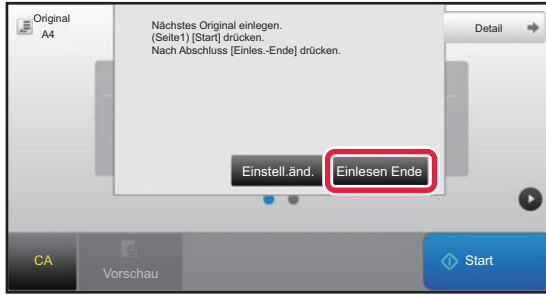 Original
A4
Nächstes Original einlegen.
(Seite1) [Start] drücken.
Nach Abschluss [Einles.-Ende] drücken.
Detail
Einstell.änd.
Einlesen Ende
CA
Vorschau
Start